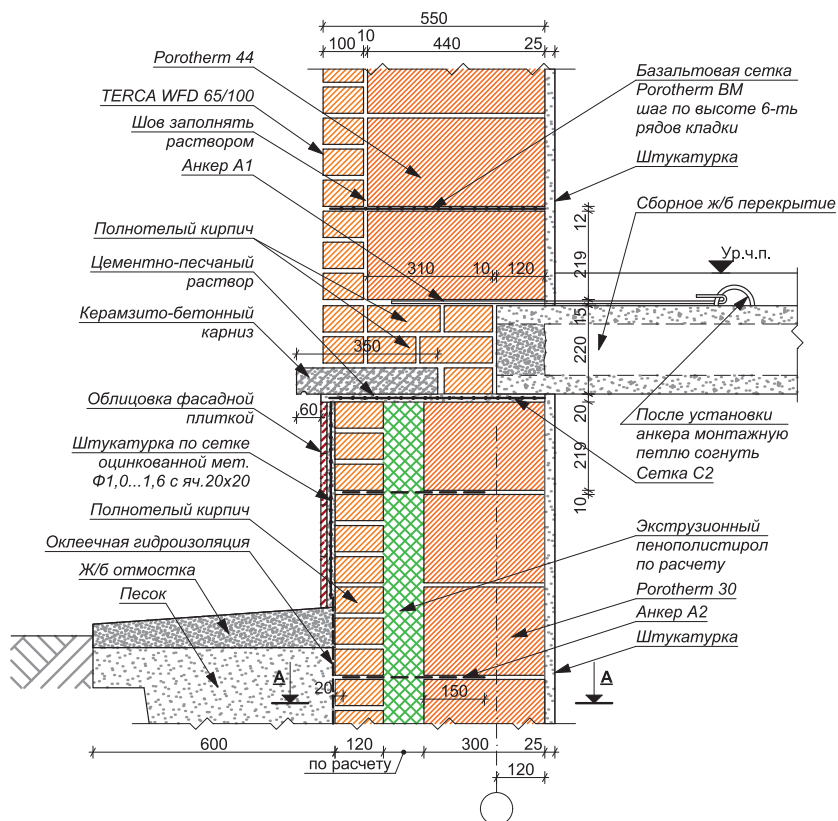 550
100
10
440
25
Porotherm 44
TERCA WFD 65/100
Шов заполнять
раствором
Анкер А1
Полнотелый кирпич
Цементно-песчаный
раствор
Керамзито-бетонный
карниз
Облицовка фасадной
плиткой
Штукатурка по сетке
оцинкованной мет.
Ф1,0...1,6 с яч.20х20
Полнотелый кирпич
Оклеечная гидроизоляция
Ж/б отмостка
Песок
Базальтовая сетка
Porotherm BM
шаг по высоте 6-ть
рядов кладки
Штукатурка
Сборное ж/б перекрытие
Ур.ч.п.
12
219
15
220
20
219
10
310
10
120
350
60
После установки
анкера монтажную
петлю согнуть
Сетка С2
Экструзионный
пенополистирол
по расчету
Porotherm 30
Анкер А2
Штукатурка
А
А
20
150
600
120
300
25
по расчету
120